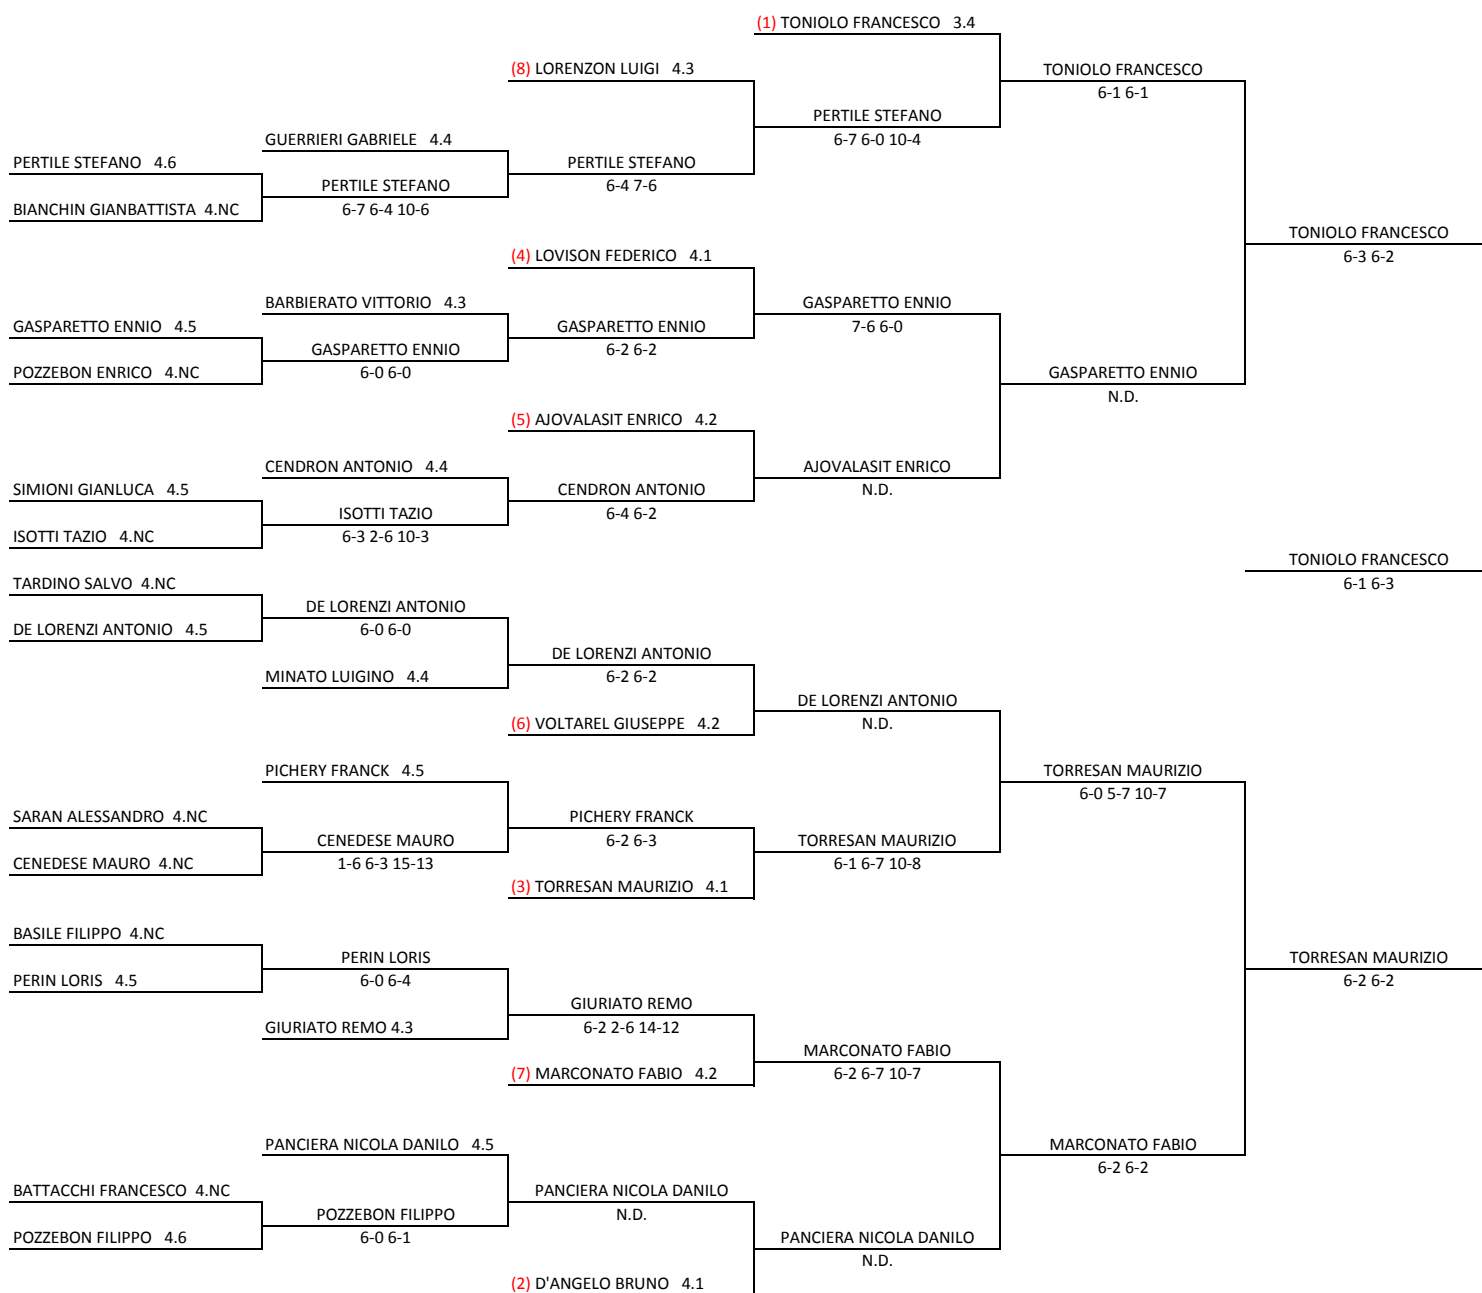 (1) TONIOLO FRANCESCO 3.4
(8) LORENZON LUIGI 4.3
TONIOLO FRANCESCO
6-1 6-1
PERTILE STEFANO
6-7 6-0 10-4
GUERRIERI GABRIELE 4.4
PERTILE STEFANO 4.6
PERTILE STEFANO
6-4 7-6
PERTILE STEFANO
6-7 6-4 10-6
BIANCHIN GIANBATTISTA 4.NC
TONIOLO FRANCESCO
6-3 6-2
(4) LOVISON FEDERICO 4.1
BARBIERATO VITTORIO 4.3
GASPARETTO ENNIO
7-6 6-0
GASPARETTO ENNIO 4.5
GASPARETTO ENNIO
6-2 6-2
GASPARETTO ENNIO
6-0 6-0
POZZEBON ENRICO 4.NC
GASPARETTO ENNIO
N.D.
(5) AJOVALASIT ENRICO 4.2
CENDRON ANTONIO 4.4
AJOVALASIT ENRICO
N.D.
SIMIONI GIANLUCA 4.5
CENDRON ANTONIO
6-4 6-2
ISOTTI TAZIO
6-3 2-6 10-3
ISOTTI TAZIO 4.NC
TONIOLO FRANCESCO
6-1 6-3
TARDINO SALVO 4.NC
DE LORENZI ANTONIO
6-0 6-0
DE LORENZI ANTONIO 4.5
DE LORENZI ANTONIO
6-2 6-2
MINATO LUIGINO 4.4
DE LORENZI ANTONIO
N.D.
(6) VOLTAREL GIUSEPPE 4.2
PICHERY FRANCK 4.5
TORRESAN MAURIZIO
6-0 5-7 10-7
SARAN ALESSANDRO 4.NC
PICHERY FRANCK
6-2 6-3
CENEDESE MAURO
1-6 6-3 15-13
TORRESAN MAURIZIO
6-1 6-7 10-8
CENEDESE MAURO 4.NC
(3) TORRESAN MAURIZIO 4.1
BASILE FILIPPO 4.NC
PERIN LORIS
6-0 6-4
TORRESAN MAURIZIO
6-2 6-2
PERIN LORIS 4.5
GIURIATO REMO
6-2 2-6 14-12
GIURIATO REMO 4.3
MARCONATO FABIO
6-2 6-7 10-7
(7) MARCONATO FABIO 4.2
PANCIERA NICOLA DANILO 4.5
MARCONATO FABIO
6-2 6-2
BATTACCHI FRANCESCO 4.NC
PANCIERA NICOLA DANILO
N.D.
POZZEBON FILIPPO
6-0 6-1
POZZEBON FILIPPO 4.6
PANCIERA NICOLA DANILO
N.D.
(2) D'ANGELO BRUNO 4.1